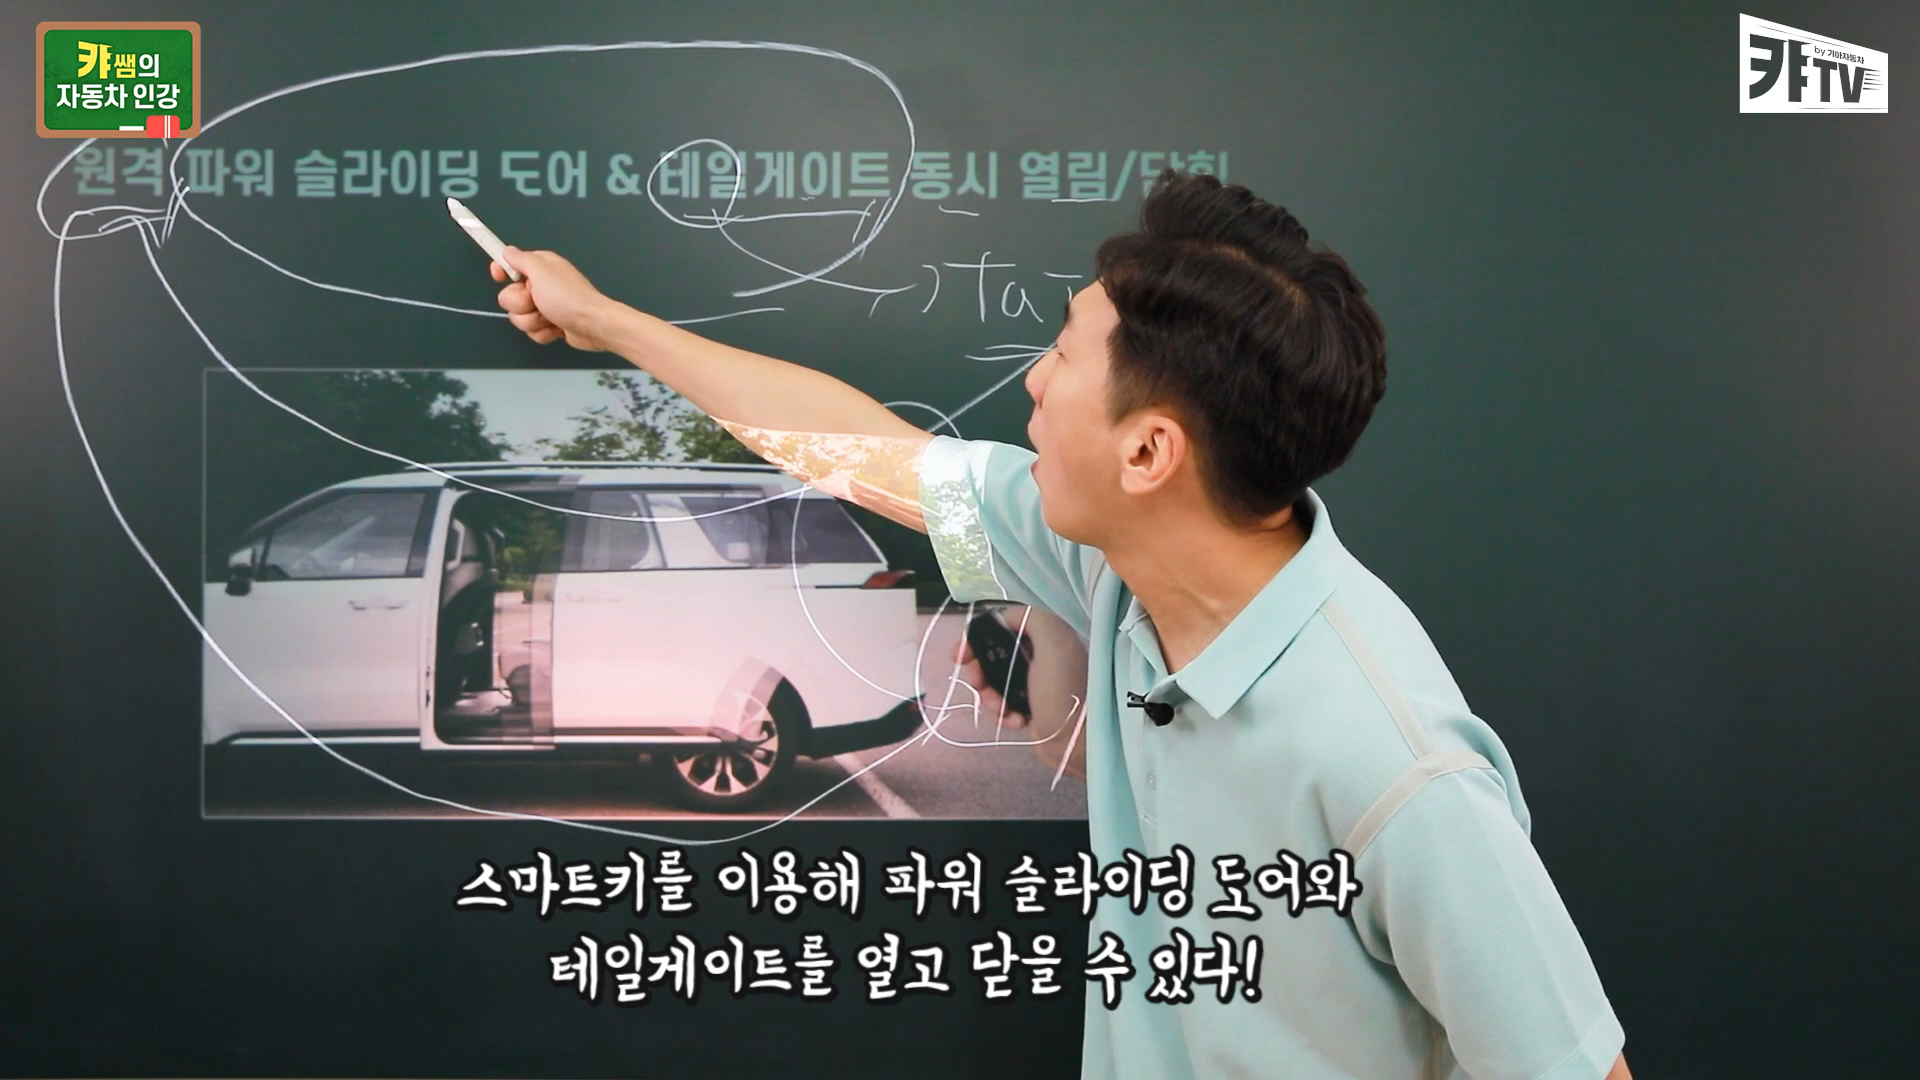 캬쌤의
자동차 인강
by 기아자동차
캬TV
원격 파워 슬라이딩 도어 & 테일게이트 동시 열림/닫힘
Tai
스마트키를 이용해 파워 슬라이딩 도어와
테일게이트를 열고 닫을 수 있다!